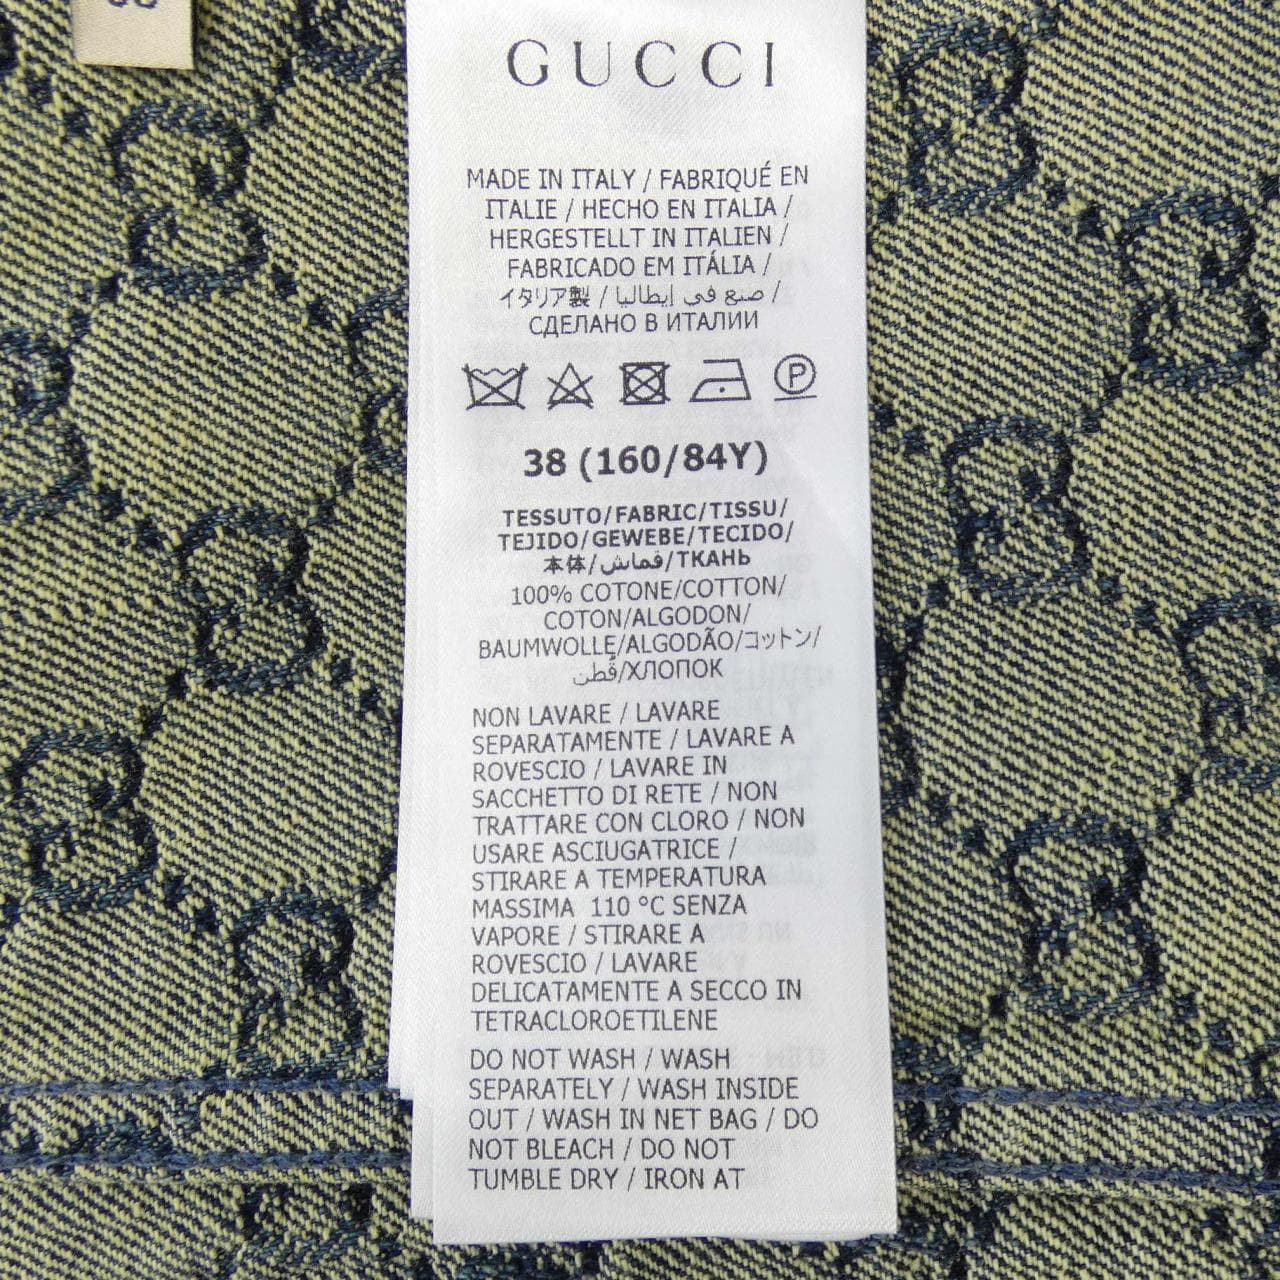 GUCCI
MADE IN ITALY / FABRIQUÉ EN
ITALIE / HECHO EN ITALIA /
HERGESTELLT IN ITALIEN /
FABRICADO EM ITÁLIA /
イタリア製 / صنع في إيطاليا /
СДЕЛАНО В ИТАЛИИ
P
38 (160/84Y)
TESSUTO/FABRIC/TISSU/
TEJIDO/GEWEBE/TECIDO/
本体/قماش/ТКАНЬ
100% COTONE/COTTON/
COTON/ALGODON/
BAUMWOLLE/ALGODÃO/コットン/
قطن/ХЛОПОК
NON LAVARE / LAVARE
SEPARATAMENTE / LAVARE A
ROVESCIO / LAVARE IN
SACCHETTO DI RETE / NON
TRATTARE CON CLORO / NON
USARE ASCIUGATRICE /
STIRARE A TEMPERATURA
MASSIMA 110 °C SENZA
VAPORE / STIRARE A
ROVESCIO / LAVARE
DELICATAMENTE A SECCO IN
TETRACLOROETILENE
DO NOT WASH / WASH
SEPARATELY / WASH INSIDE
OUT / WASH IN NET BAG / DO
NOT BLEACH / DO NOT
TUMBLE DRY / IRON AT